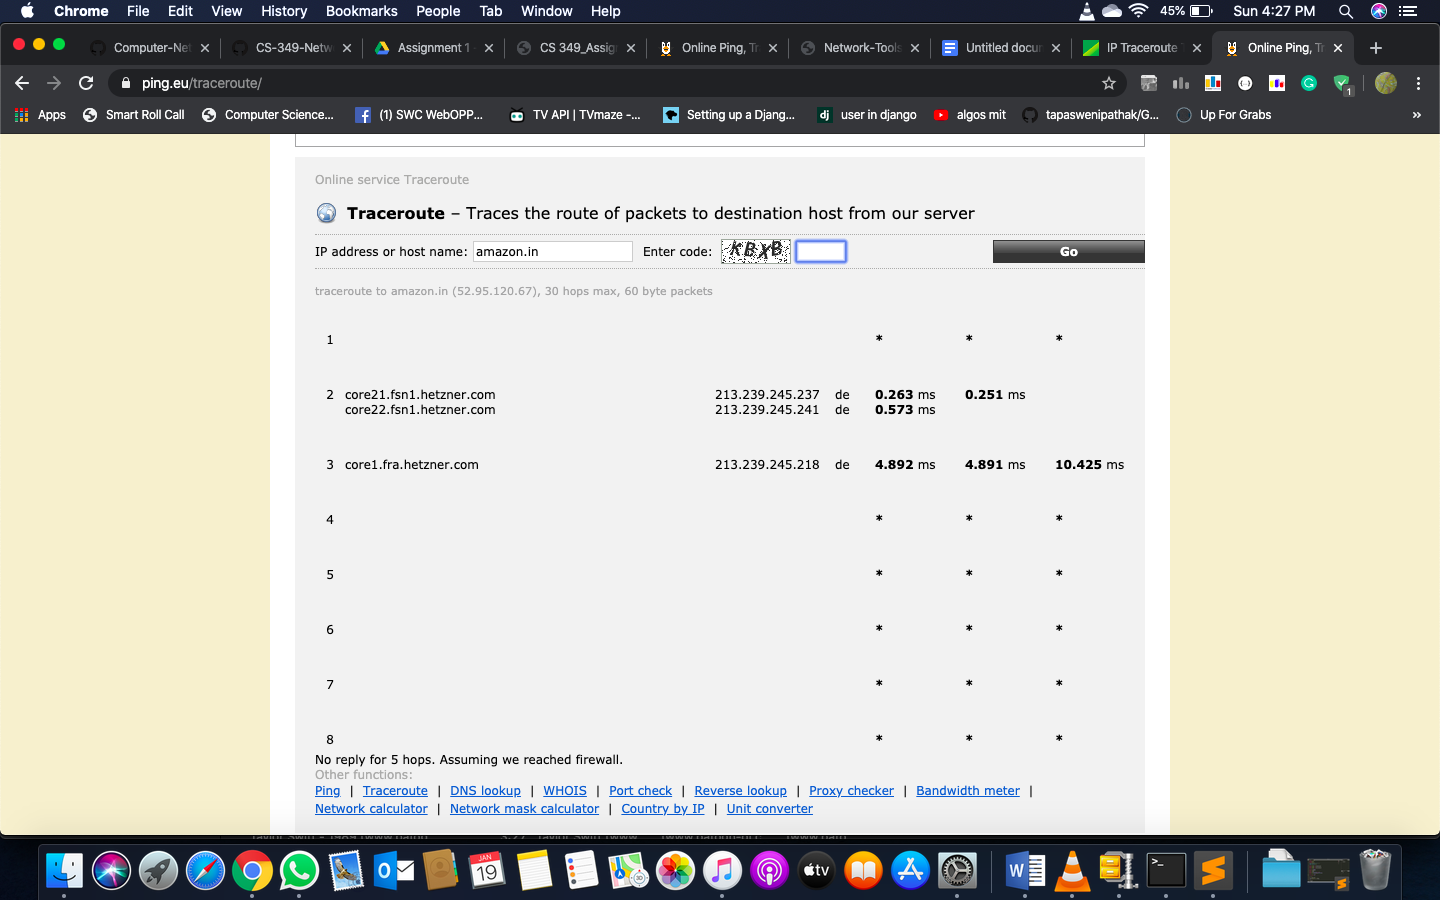 Chrome File Edit View History Bookmarks People Tab Window Help 45% Sun 4:27 PM
Computer-Net CS-349-Netw Assignment 1 CS 349_Assig Online Ping, Tr Network-Tools Untitled docur IP Traceroute Online Ping, Tr
ping.eu/traceroute/ 1
Apps Smart Roll Call Computer Science... (1) SWC WebOPP... TV API | TVmaze -... Setting up a Djang... dj user in django algos mit tapaswenipathak/G... Up For Grabs »
Online service Traceroute
Traceroute – Traces the route of packets to destination host from our server
IP address or host name: amazon.in Enter code: KBXB Go
traceroute to amazon.in (52.95.120.67), 30 hops max, 60 byte packets
1 * * *
2 core21.fsn1.hetzner.com 213.239.245.237 de 0.263 ms 0.251 ms
core22.fsn1.hetzner.com 213.239.245.241 de 0.573 ms
3 core1.fra.hetzner.com 213.239.245.218 de 4.892 ms 4.891 ms 10.425 ms
4 * * *
5 * * *
6 * * *
7 * * *
8 * * *
No reply for 5 hops. Assuming we reached firewall.
Other functions:
Ping | Traceroute | DNS lookup | WHOIS | Port check | Reverse lookup | Proxy checker | Bandwidth meter |
Network calculator | Network mask calculator | Country by IP | Unit converter
JAN
19
tv